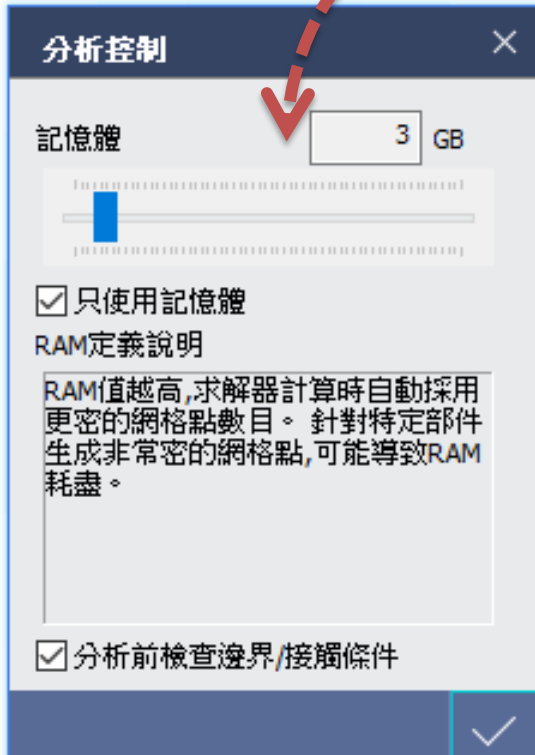 分析控制
記憶體 3 GB
只使用記憶體
RAM定義說明
RAM值越高,求解器計算時自動採用
更密的網格點數目。 針對特定部件
生成非常密的網格點,可能導致RAM
耗盡。
分析前檢查邊界/接觸條件